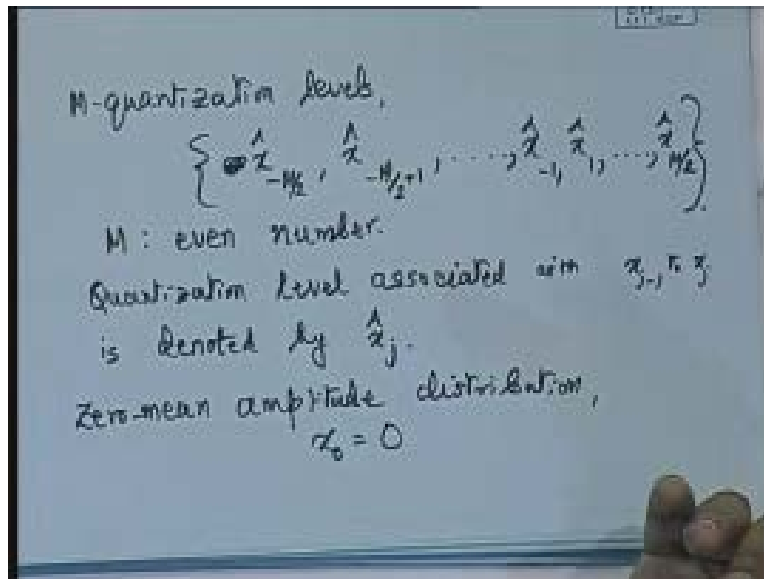 M-quantization levels,
{ x̂_{-M/2}, x̂_{-M/2+1}, ......, x̂_{-1}, x̂_1, ...., x̂_{M/2} }.
M : even number.
Quantization level associated with x_{j-1} to x_j
is denoted by x̂_j.
Zero-mean amplitude distribution,
x_0 = 0